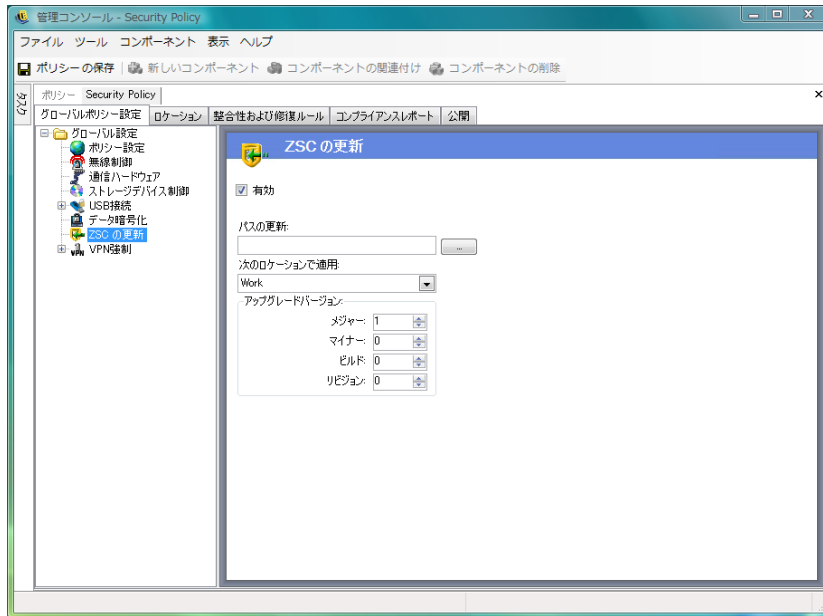 管理コンソール - Security Policy
ファイル ツール コンポーネント 表示 ヘルプ
ポリシーの保存 新しいコンポーネント コンポーネントの関連付け コンポーネントの削除
タスク
ポリシー Security Policy
グローバルポリシー設定 ロケーション 整合性および修復ルール コンプライアンスレポート 公開
グローバル設定
ポリシー設定
無線制御
通信ハードウェア
ストレージデバイス制御
USB接続
データ暗号化
ZSC の更新
VPN強制
ZSC の更新
有効
パスの更新:
...
次のロケーションで適用:
Work
アップグレードバージョン:
メジャー: 1
マイナー: 0
ビルド: 0
リビジョン: 0